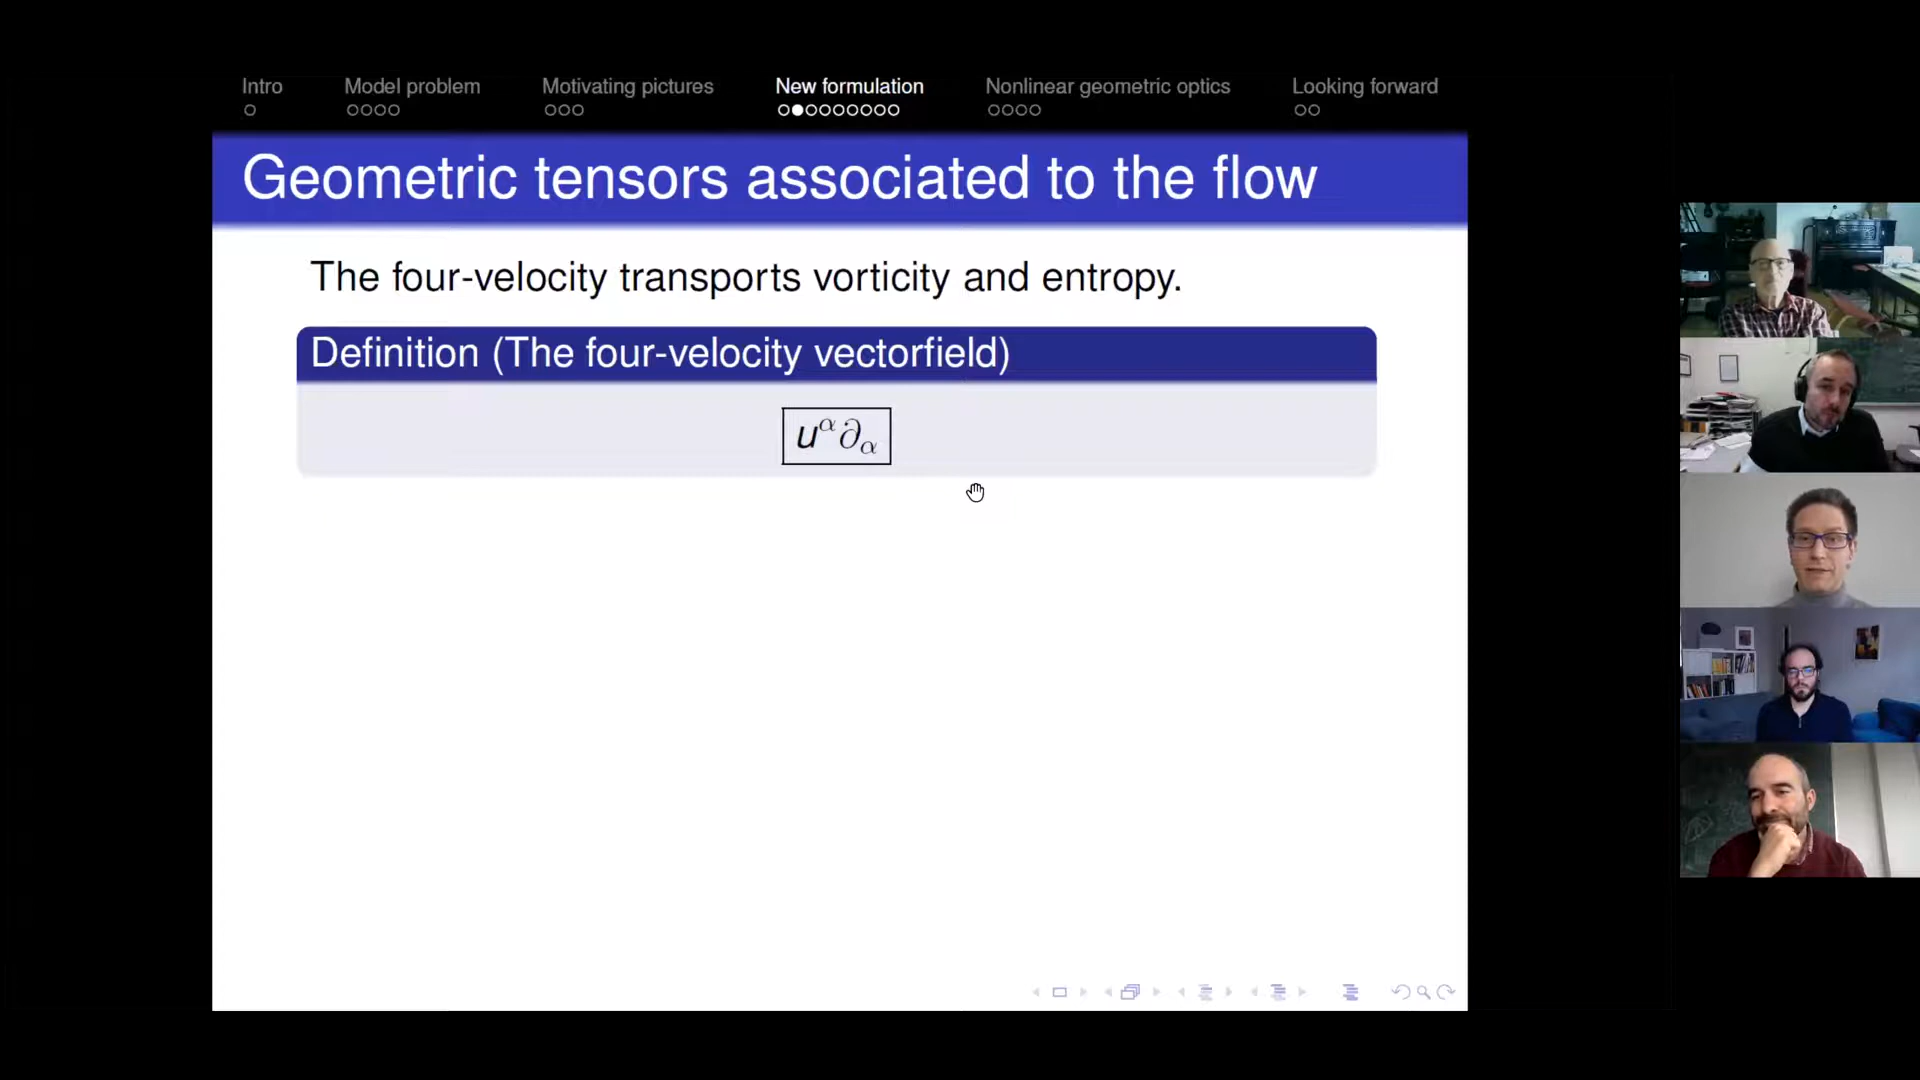 Intro Model problem Motivating pictures New formulation Nonlinear geometric optics Looking forward
Geometric tensors associated to the flow
The four-velocity transports vorticity and entropy.
Definition (The four-velocity vectorfield)
u^α ∂_α